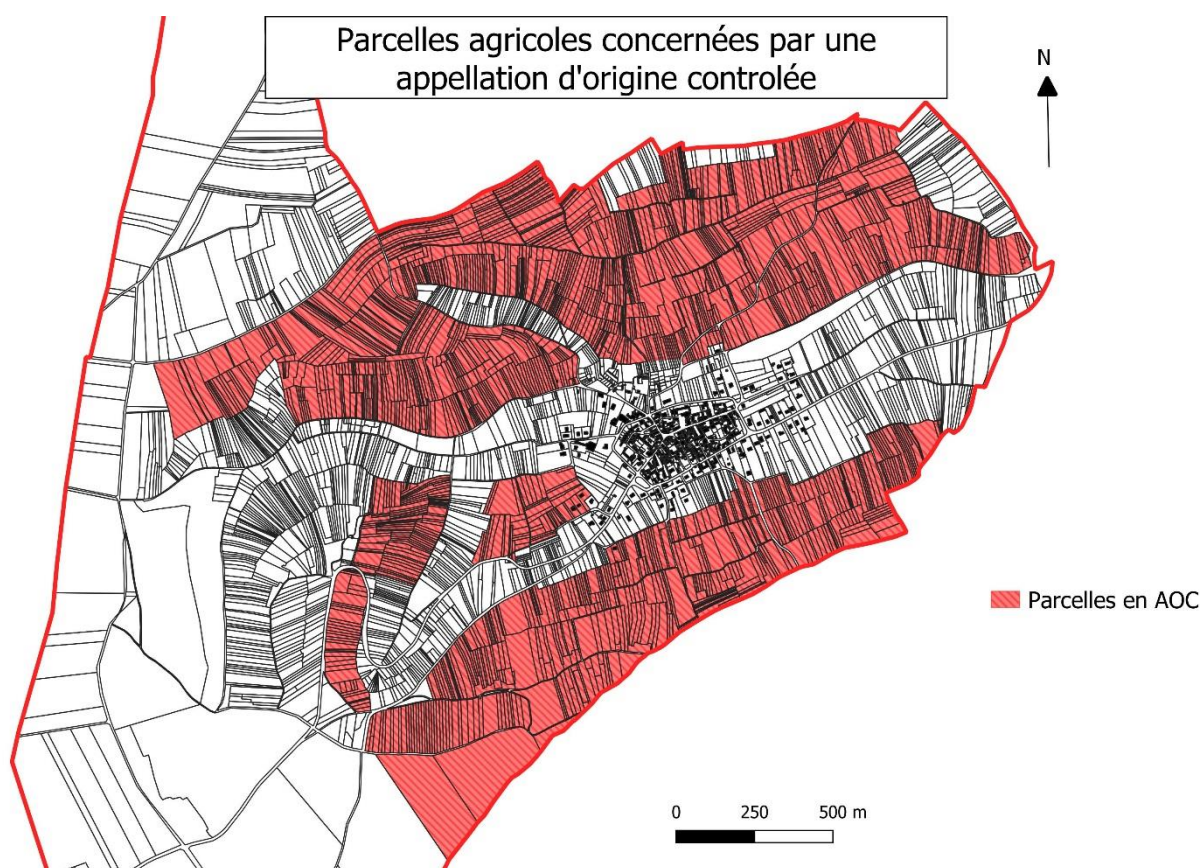 Parcelles agricoles concernées par une
appellation d'origine controlée
N
Parcelles en AOC
0 250 500 m